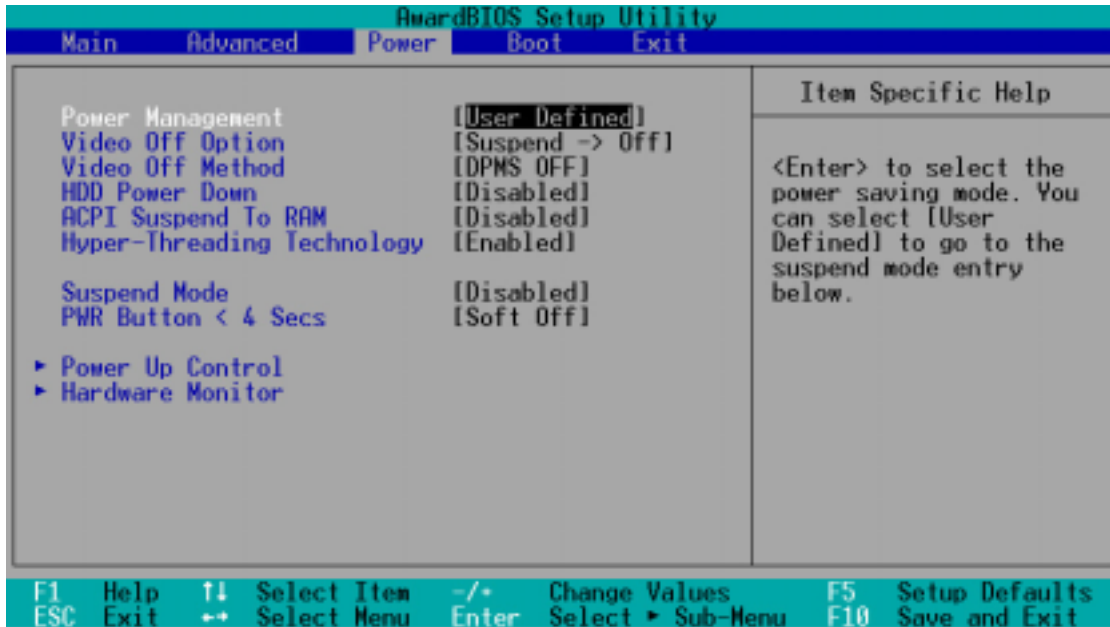 AwardBIOS Setup Utility
Main Advanced Power Boot Exit
Power Management [User Defined]
Video Off Option [Suspend -> Off]
Video Off Method [DPMS OFF]
HDD Power Down [Disabled]
ACPI Suspend To RAM [Disabled]
Hyper-Threading Technology [Enabled]
Suspend Mode [Disabled]
PWR Button < 4 Secs [Soft Off]
► Power Up Control
► Hardware Monitor
Item Specific Help
<Enter> to select the
power saving mode. You
can select [User
Defined] to go to the
suspend mode entry
below.
F1 Help ↑↓ Select Item -/+ Change Values F5 Setup Defaults
ESC Exit ←→ Select Menu Enter Select ► Sub-Menu F10 Save and Exit